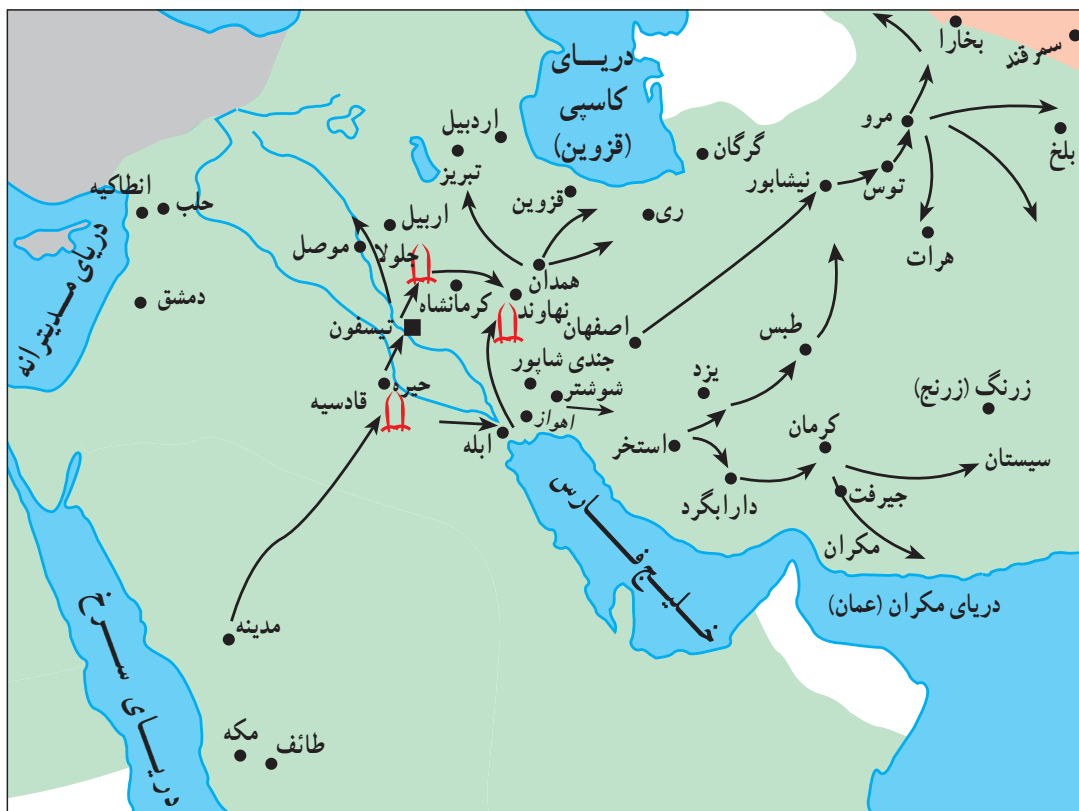 بخارا
سمرقند
دریــای
کاسپی
(قزوین)
مرو
بلخ
اردبیل
تبریز
گرگان
نیشابور
توس
انطاکیه
حلب
اربیل
قزوین
ری
هرات
موصل
جلولا
دریای مدیترانه
دمشق
کرمانشاه
همدان
نهاوند
تیسفون
اصفهان
طبس
جندی شاپور
یزد
حیره
قادسیه
شوشتر
زرنگ (زرنج)
ابله
اهواز
استخر
کرمان
سیستان
دارابگرد
جیرفت
مکران
خلیج فارس
دریای مکران (عمان)
مدینه
دریــای سرخ
مکه
طائف